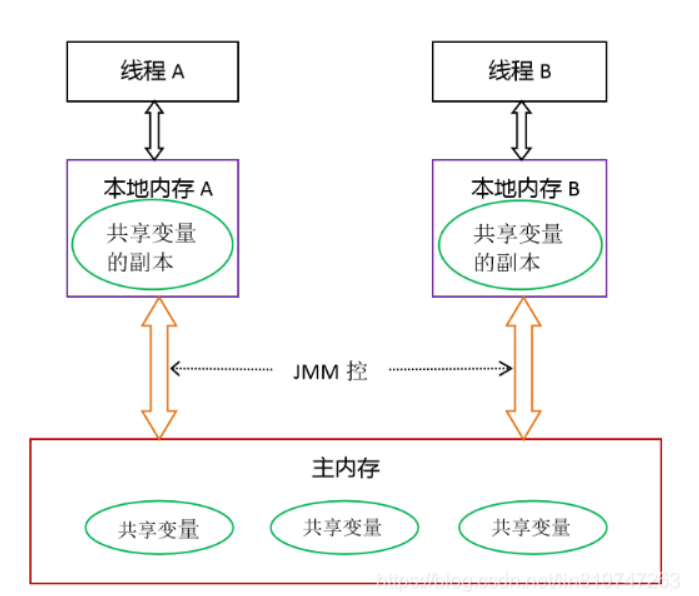 线程 A
线程 B
本地内存 A
本地内存 B
共享变量
的副本
共享变量
的副本
JMM 控
主内存
共享变量
共享变量
共享变量
https://blog.csdn.net/lin819747263